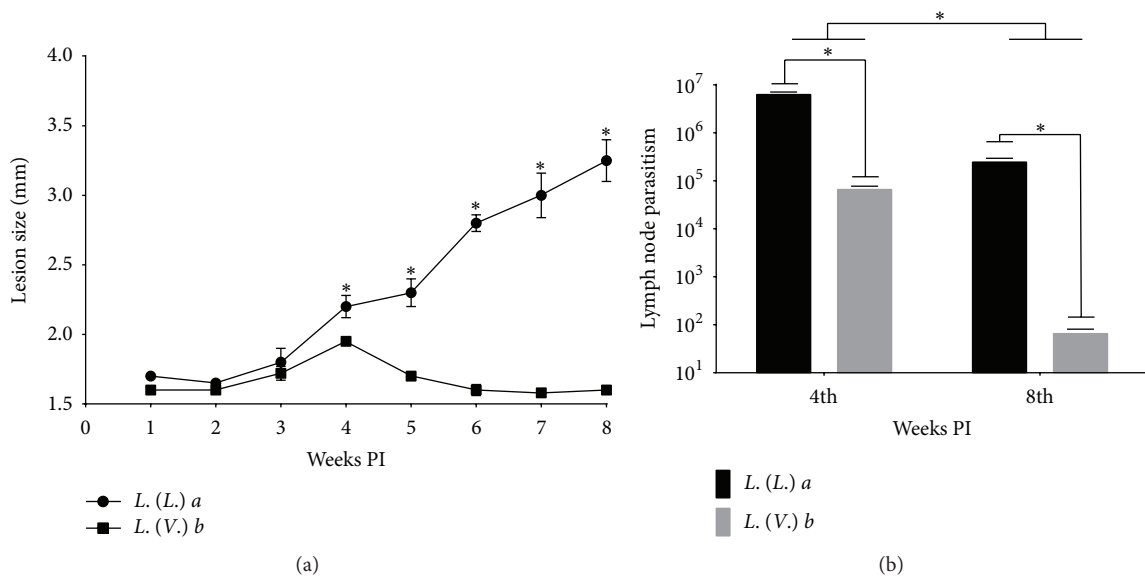 4.0
3.5
3.0
2.5
2.0
1.5
Lesion size (mm)
* * * * *
0 1 2 3 4 5 6 7 8
Weeks PI
L. (L.) a
L. (V.) b
(a)
*
* *
10⁷
10⁶
10⁵
10⁴
10³
10²
10¹
Lymph node parasitism
4th 8th
Weeks PI
L. (L.) a
L. (V.) b
(b)